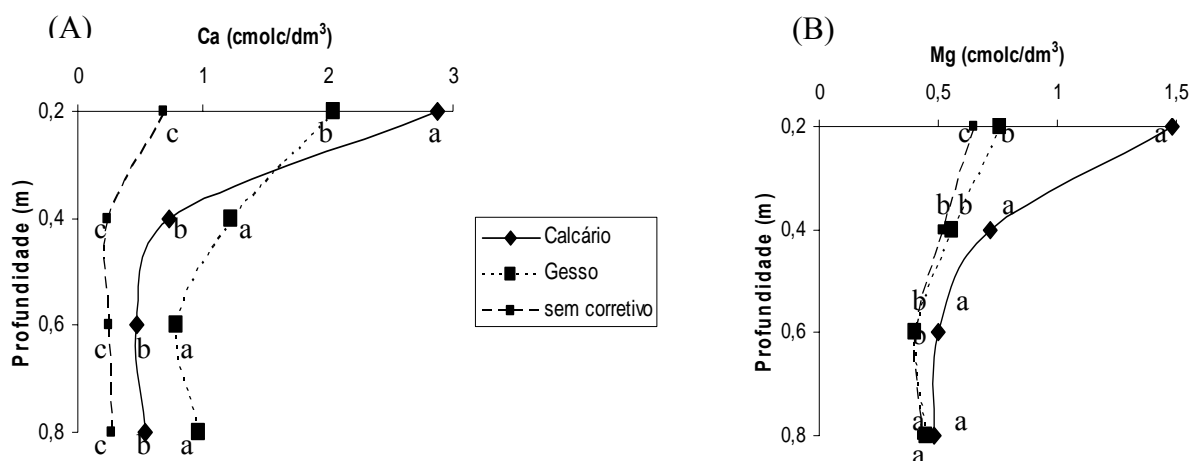 (A)
Ca (cmolc/dm³)
0 1 2 3
0,2
0,4
0,6
0,8
Profundidade (m)
c b a
c b a
c b a
c b a
Calcário
Gesso
sem corretivo
(B)
Mg (cmolc/dm³)
0 0,5 1 1,5
0,2
0,4
0,6
0,8
Profundidade (m)
c b a
b b a
b a
b
a a
a